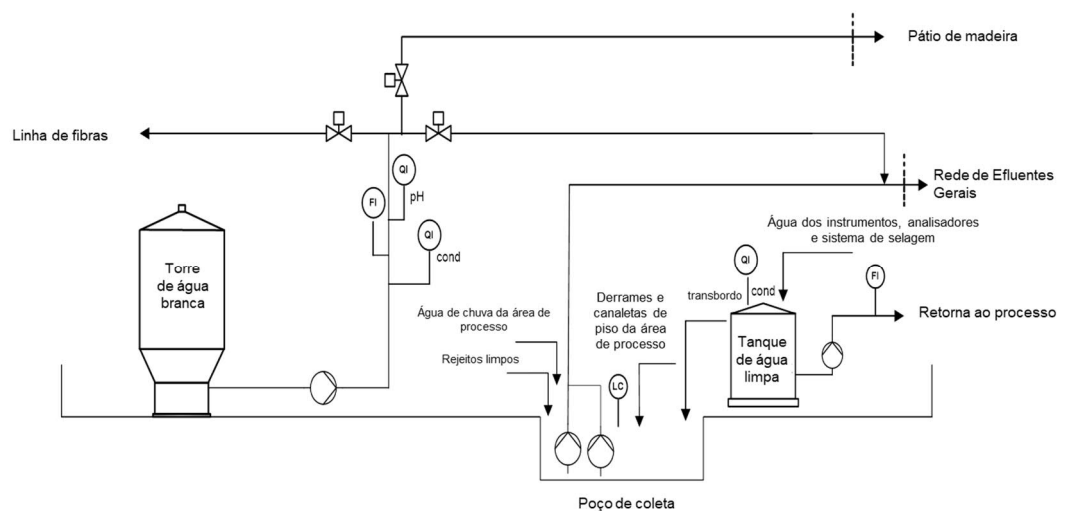 Pátio de madeira
Linha de fibras
QI
pH
FI
QI
cond
Rede de Efluentes
Gerais
Água dos instrumentos, analisadores
e sistema de selagem
QI
cond
FI
transbordo
Torre
de água
branca
Água de chuva da área de
processo
Rejeitos limpos
Derrames e
canaletas de
piso da área
de processo
LC
Tanque
de água
limpa
Retorna ao processo
Poço de coleta